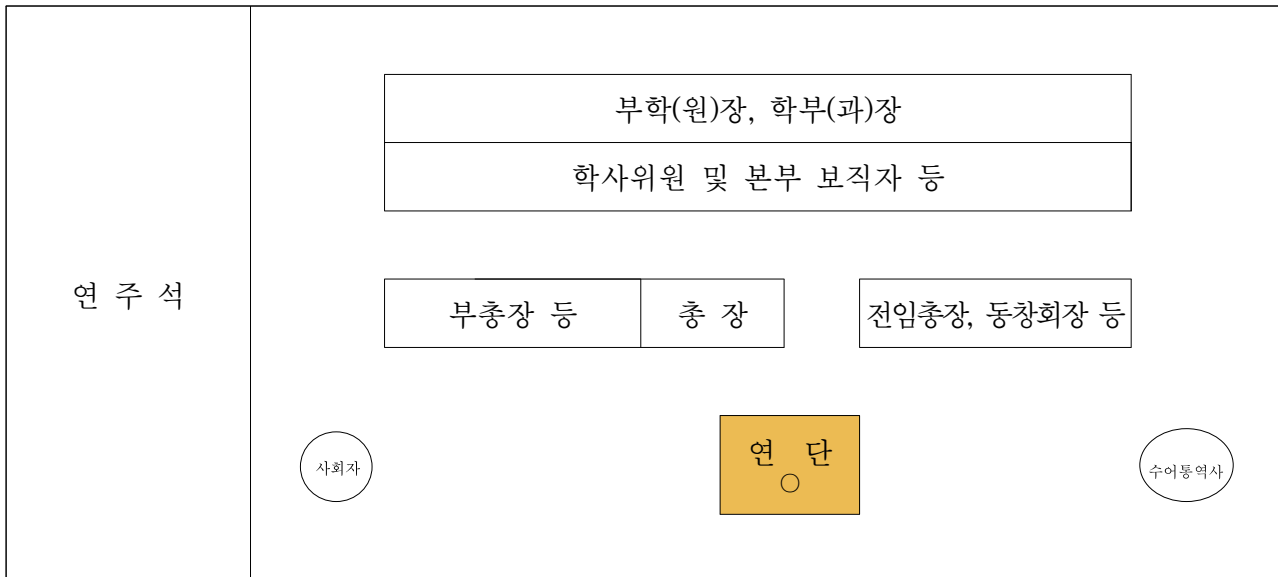 부학(원)장, 학부(과)장
학사위원 및 본부 보직자 등
연 주 석
부총장 등
총 장
전임총장, 동창회장 등
사회자
연 단
○
수어통역사